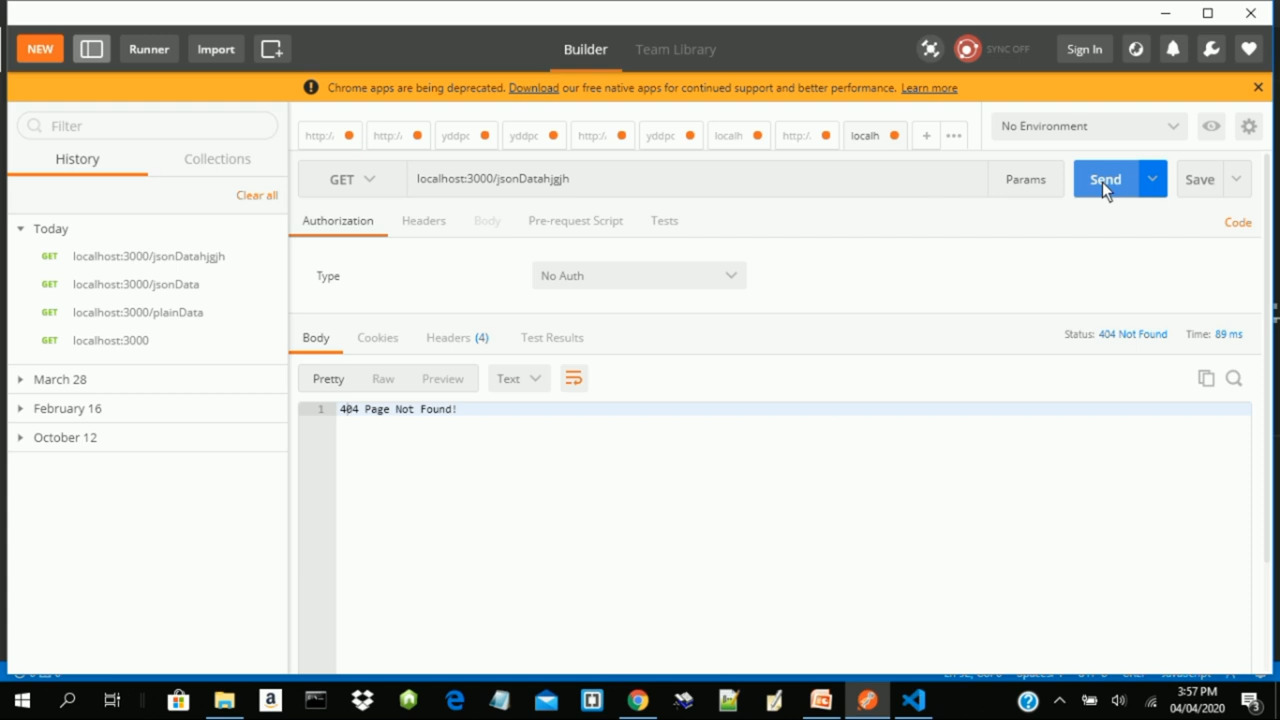 NEW
Runner
Import
Builder
Team Library
SYNC OFF
Sign In
Chrome apps are being deprecated. Download our free native apps for continued support and better performance. Learn more
Filter
History
Collections
Clear all
Today
GET localhost:3000/jsonDatahjgjh
GET localhost:3000/jsonData
GET localhost:3000/plainData
GET localhost:3000
March 28
February 16
October 12
http:/
http:/
yddpc
yddpc
http:/
yddpc
localh
http:/
localh
No Environment
GET
localhost:3000/jsonDatahjgjh
Params
Send
Save
Authorization
Headers
Body
Pre-request Script
Tests
Code
Type
No Auth
Body
Cookies
Headers (4)
Test Results
Status: 404 Not Found
Time: 89 ms
Pretty
Raw
Preview
Text
1 404 Page Not Found!
3:57 PM
04/04/2020
3